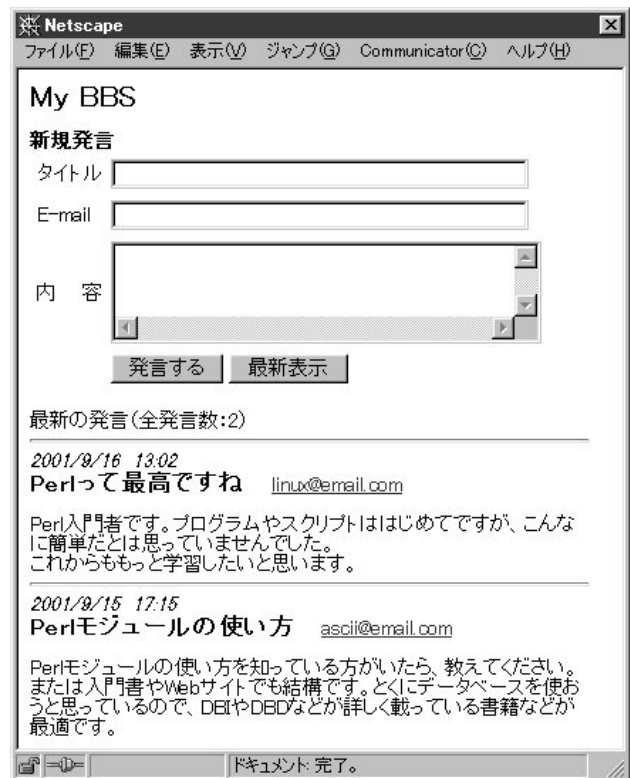 Netscape
ファイル(F) 編集(E) 表示(V) ジャンプ(G) Communicator(C) ヘルプ(H)
My BBS
新規発言
タイトル
E-mail
内 容
発言する 最新表示
最新の発言(全発言数:2)
2001/9/16 13:02
Perlって最高ですね linux@email.com
Perl入門者です。プログラムやスクリプトははじめてですが、こんな
に簡単だとは思っていませんでした。
これからももっと学習したいと思います。
2001/9/15 17:15
Perlモジュールの使い方 ascii@email.com
Perlモジュールの使い方を知っている方がいたら、教えてください。
または入門書やWebサイトでも結構です。とくにデータベースを使お
うと思っているので、DBIやDBDなどが詳しく載っている書籍などが
最適です。
ドキュメント: 完了。